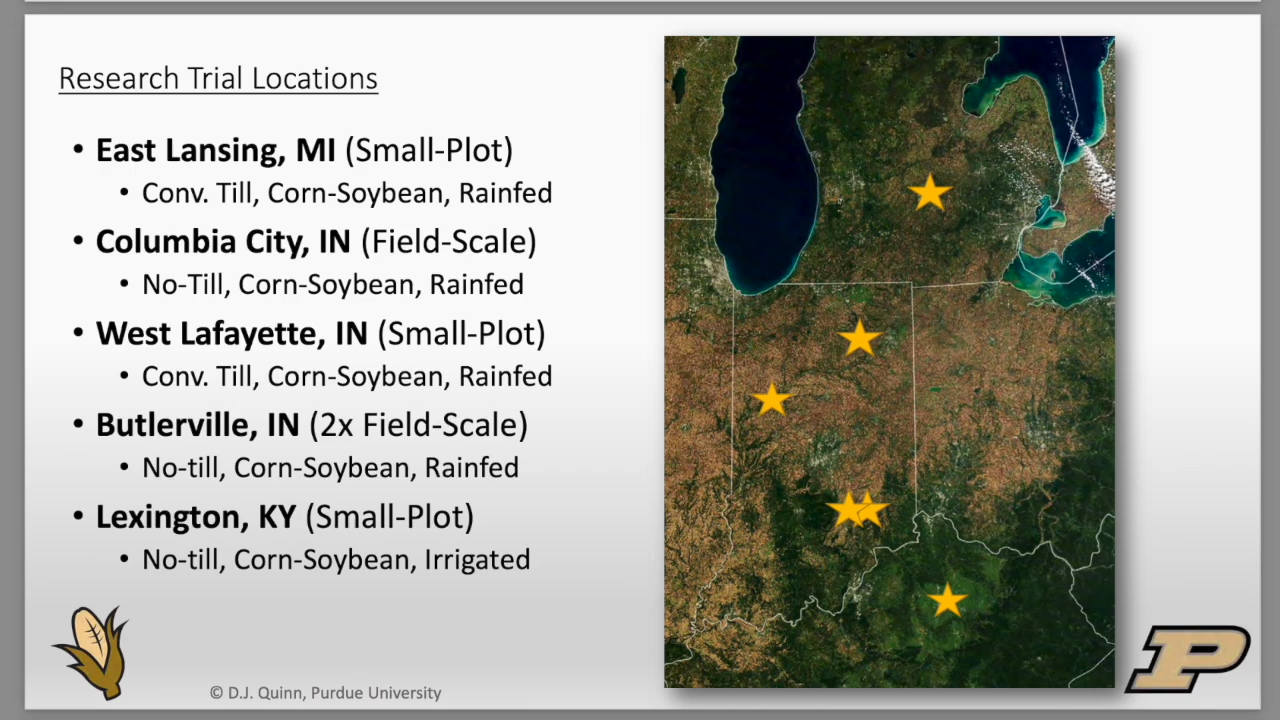 Research Trial Locations
• East Lansing, MI (Small-Plot)
• Conv. Till, Corn-Soybean, Rainfed
• Columbia City, IN (Field-Scale)
• No-Till, Corn-Soybean, Rainfed
• West Lafayette, IN (Small-Plot)
• Conv. Till, Corn-Soybean, Rainfed
• Butlerville, IN (2x Field-Scale)
• No-till, Corn-Soybean, Rainfed
• Lexington, KY (Small-Plot)
• No-till, Corn-Soybean, Irrigated
© D.J. Quinn, Purdue University
P